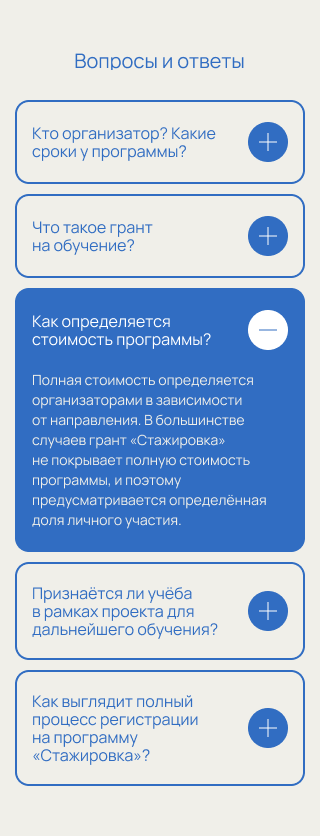 Вопросы и ответы
Кто организатор? Какие
сроки у программы?
Что такое грант
на обучение?
Как определяется
стоимость программы?
Полная стоимость определяется
организаторами в зависимости
от направления. В большинстве
случаев грант «Стажировка»
не покрывает полную стоимость
программы, и поэтому
предусматривается определённая
доля личного участия.
Признаётся ли учёба
в рамках проекта для
дальнейшего обучения?
Как выглядит полный
процесс регистрации
на программу
«Стажировка»?